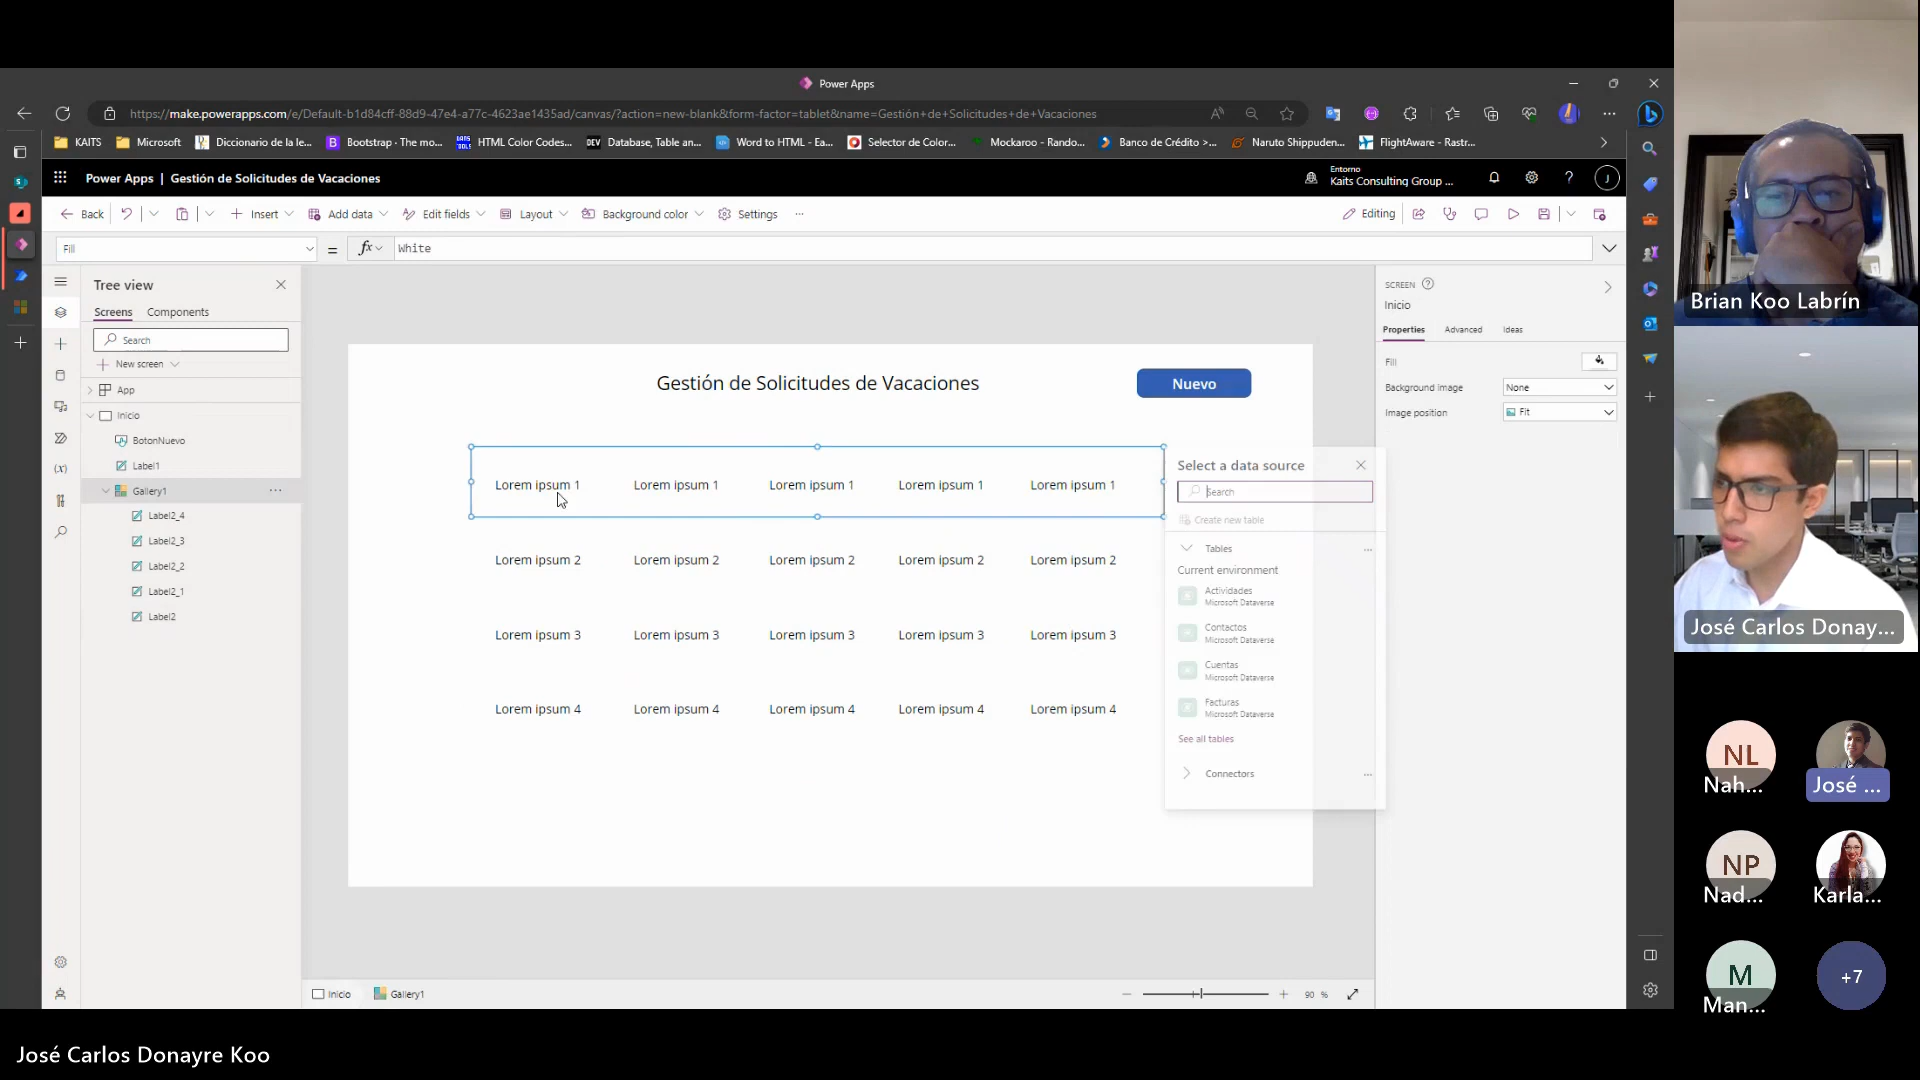 Power Apps
https://make.powerapps.com/e/Default-b1d84cff-88d9-47e4-a77c-4623ae1435ad/canvas/?action=new-blank&form-factor=tablet&name=Gestión+de+Solicitudes+de+Vacaciones
KAITS
Microsoft
Diccionario de la le...
Bootstrap - The mo...
HTML Color Codes...
Database, Table an...
Word to HTML - Ea...
Selector de Color...
Mockaroo - Rando...
Banco de Crédito >...
Naruto Shippuden...
FlightAware - Rastr...
Power Apps | Gestión de Solicitudes de Vacaciones
Entorno
Kaits Consulting Group ...
J
Back
Insert
Add data
Edit fields
Layout
Background color
Settings
Editing
Fill
=
fx
White
Tree view
Screens
Components
Search
New screen
App
Inicio
BotonNuevo
Label1
Gallery1
Label2_4
Label2_3
Label2_2
Label2_1
Label2
Gestión de Solicitudes de Vacaciones
Nuevo
Lorem ipsum 1 Lorem ipsum 1 Lorem ipsum 1 Lorem ipsum 1 Lorem ipsum 1
Lorem ipsum 2 Lorem ipsum 2 Lorem ipsum 2 Lorem ipsum 2 Lorem ipsum 2
Lorem ipsum 3 Lorem ipsum 3 Lorem ipsum 3 Lorem ipsum 3 Lorem ipsum 3
Lorem ipsum 4 Lorem ipsum 4 Lorem ipsum 4 Lorem ipsum 4 Lorem ipsum 4
Select a data source
Search
Create new table
Tables
Current environment
Actividades
Microsoft Dataverse
Contactos
Microsoft Dataverse
Cuentas
Microsoft Dataverse
Facturas
Microsoft Dataverse
See all tables
Connectors
SCREEN
Inicio
Properties
Advanced
Ideas
Fill
Background image
None
Image position
Fit
Inicio
Gallery1
90 %
Brian Koo Labrín
José Carlos Donay...
NL
Nah...
José ...
NP
Nad...
Karla...
M
Man...
+7
José Carlos Donayre Koo